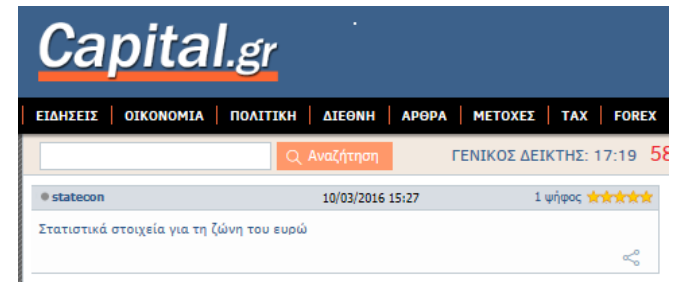 Capital.gr
ΕΙΔΗΣΕΙΣ ΟΙΚΟΝΟΜΙΑ ΠΟΛΙΤΙΚΗ ΔΙΕΘΝΗ ΑΡΘΡΑ ΜΕΤΟΧΕΣ TAX FOREX
Αναζήτηση ΓΕΝΙΚΟΣ ΔΕΙΚΤΗΣ: 17:19 58
statecon 10/03/2016 15:27 1 ψήφος
Στατιστικά στοιχεία για τη ζώνη του ευρώ